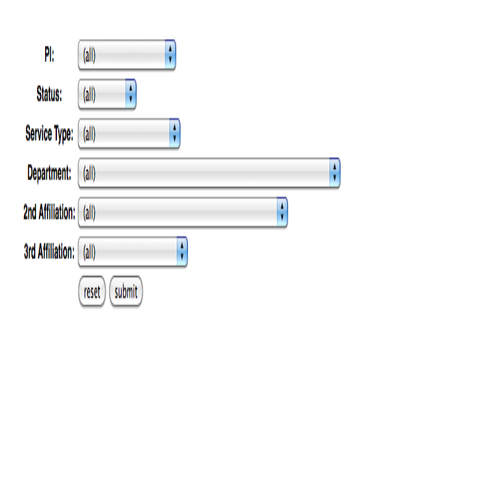 PI: (all)
Status: (all)
Service Type: (all)
Department: (all)
2nd Affiliation: (all)
3rd Affiliation: (all)
reset submit